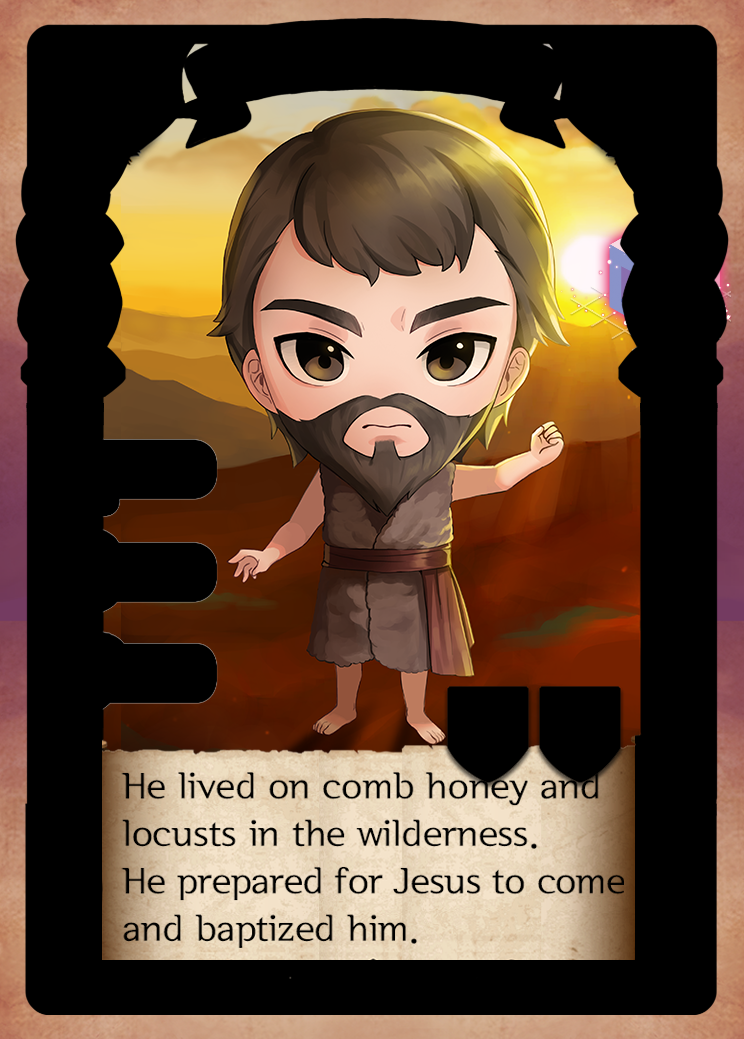 He lived on comb honey and
locusts in the wilderness.
He prepared for Jesus to come
and baptized him.